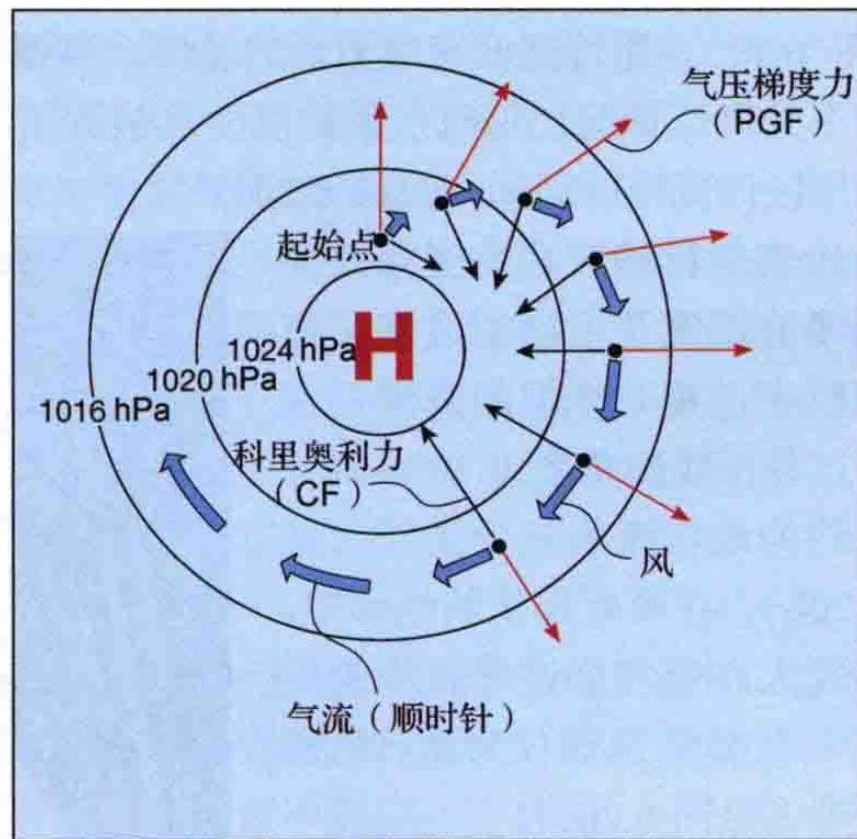 气压梯度力
（PGF）
起始点
H
1024 hPa
1020 hPa
1016 hPa
科里奥利力
（CF）
风
气流（顺时针）